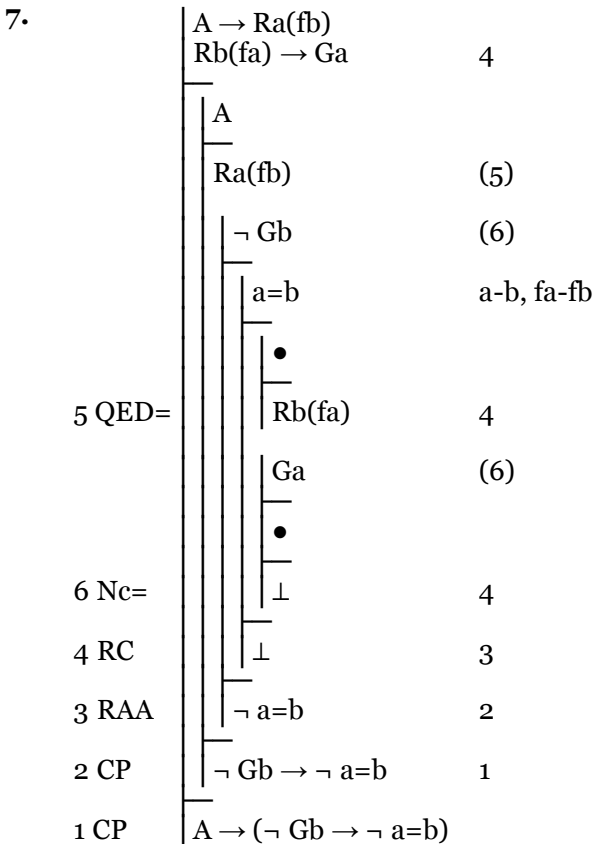 7.
A → Ra(fb)
Rb(fa) → Ga 4
A
Ra(fb) (5)
¬ Gb (6)
a=b a-b, fa-fb
●
5 QED= Rb(fa) 4
Ga (6)
●
6 Nc= ⊥ 4
4 RC ⊥ 3
3 RAA ¬ a=b 2
2 CP ¬ Gb → ¬ a=b 1
1 CP A → (¬ Gb → ¬ a=b)